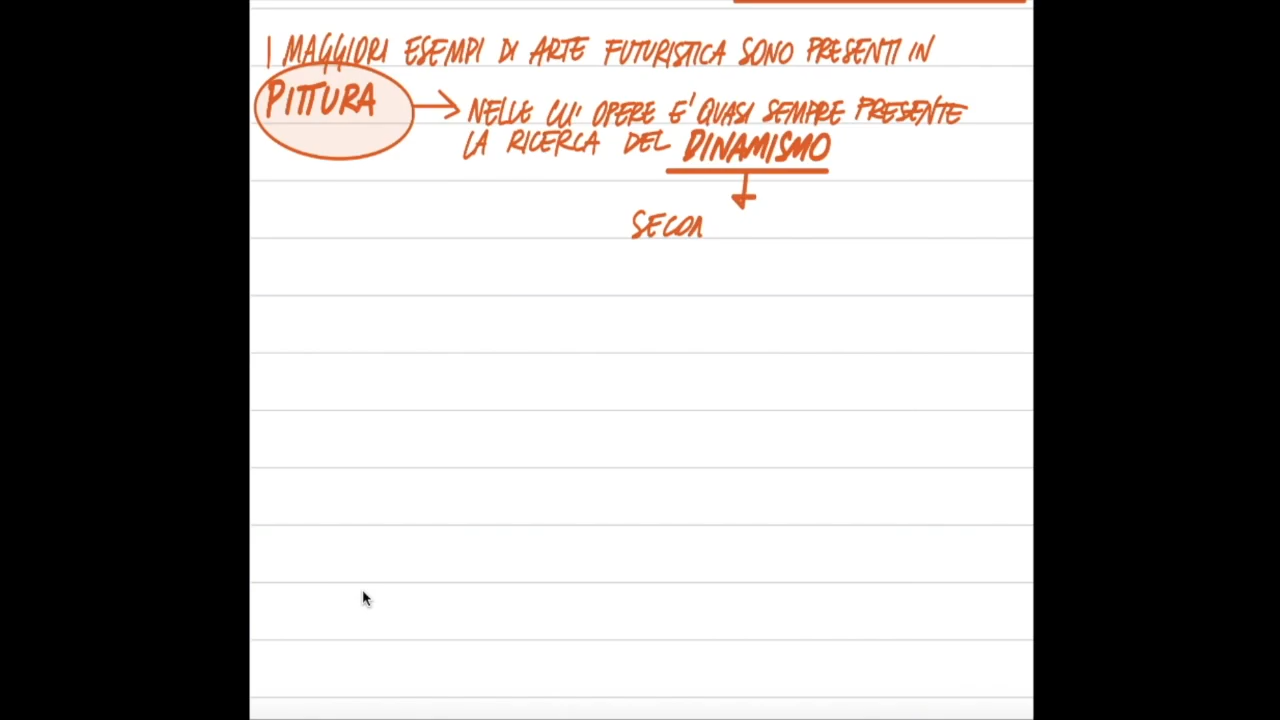 I MAGGIORI ESEMPI DI ARTE FUTURISTICA SONO PRESENTI IN
PITTURA → NELLE CUI OPERE E' QUASI SEMPRE PRESENTE
LA RICERCA DEL DINAMISMO
SECON